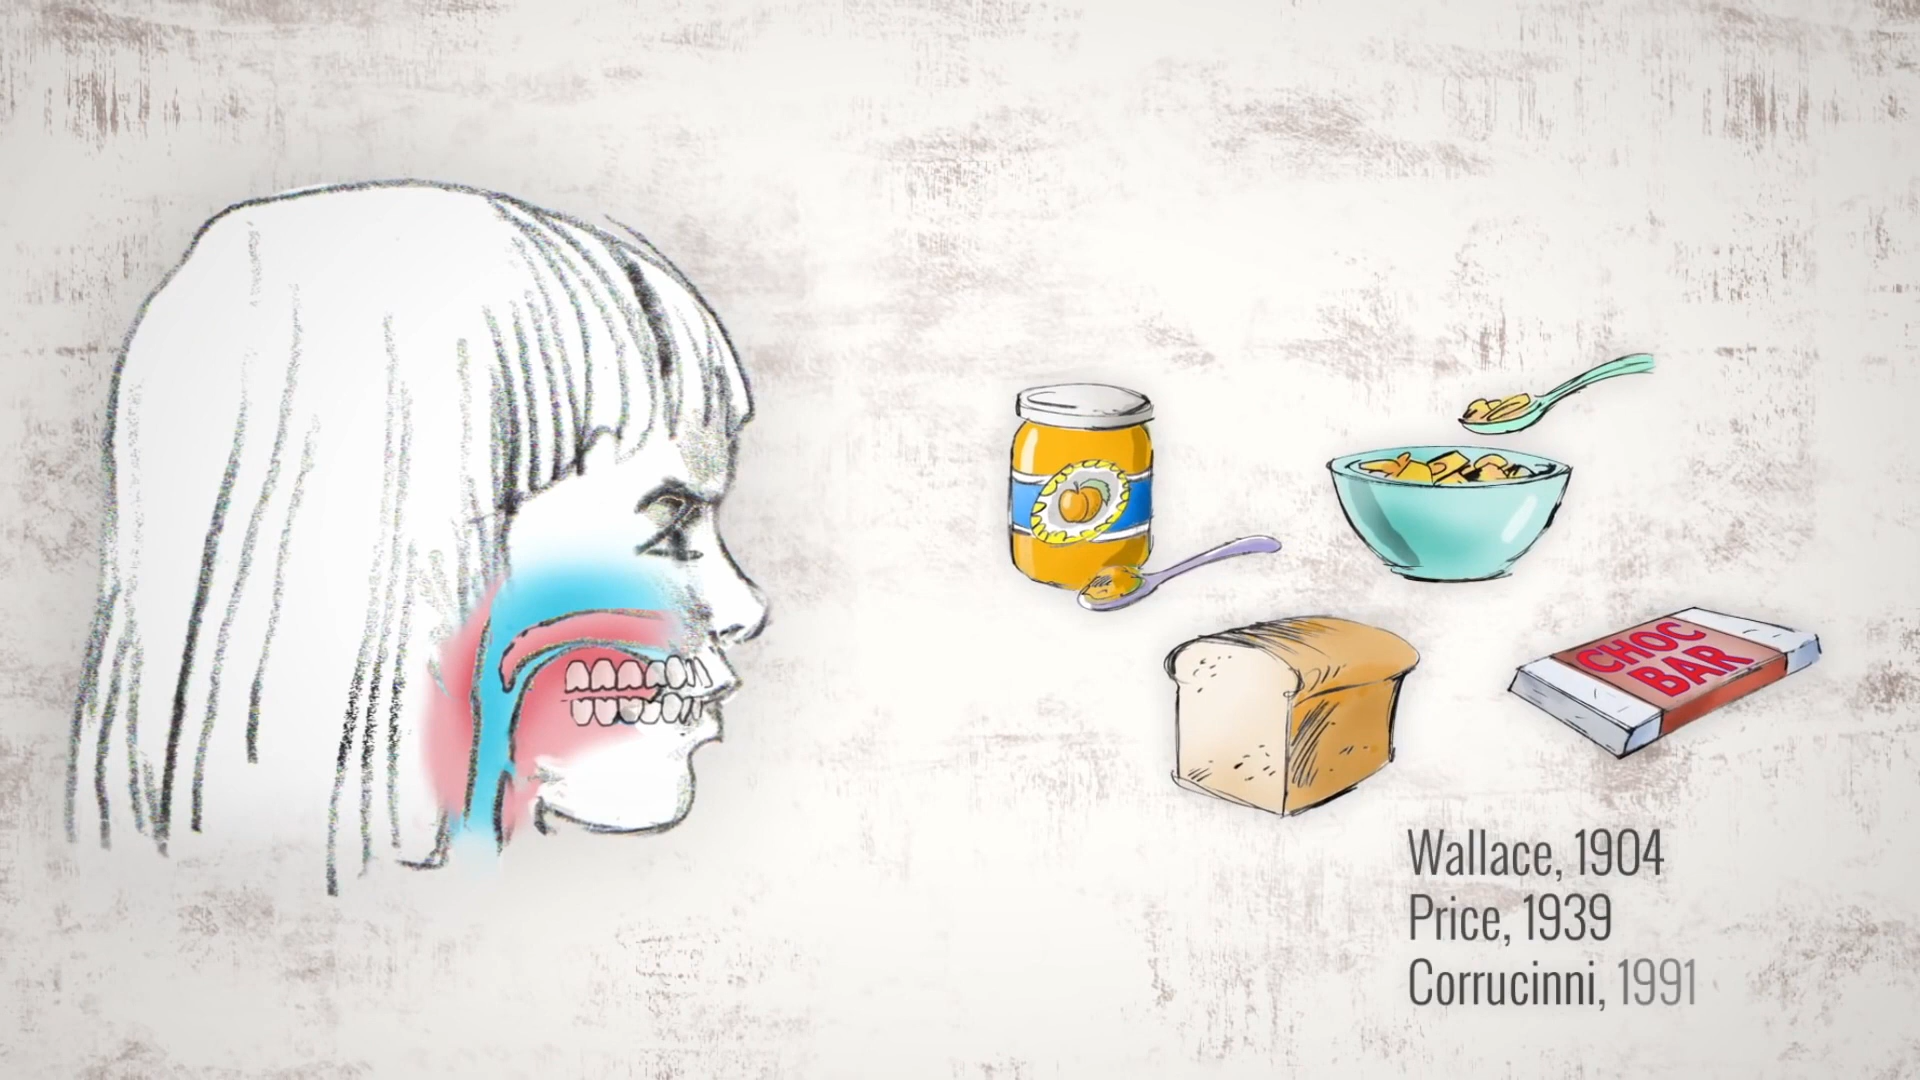 CHOC
BAR
Wallace, 1904
Price, 1939
Corrucinni, 1991